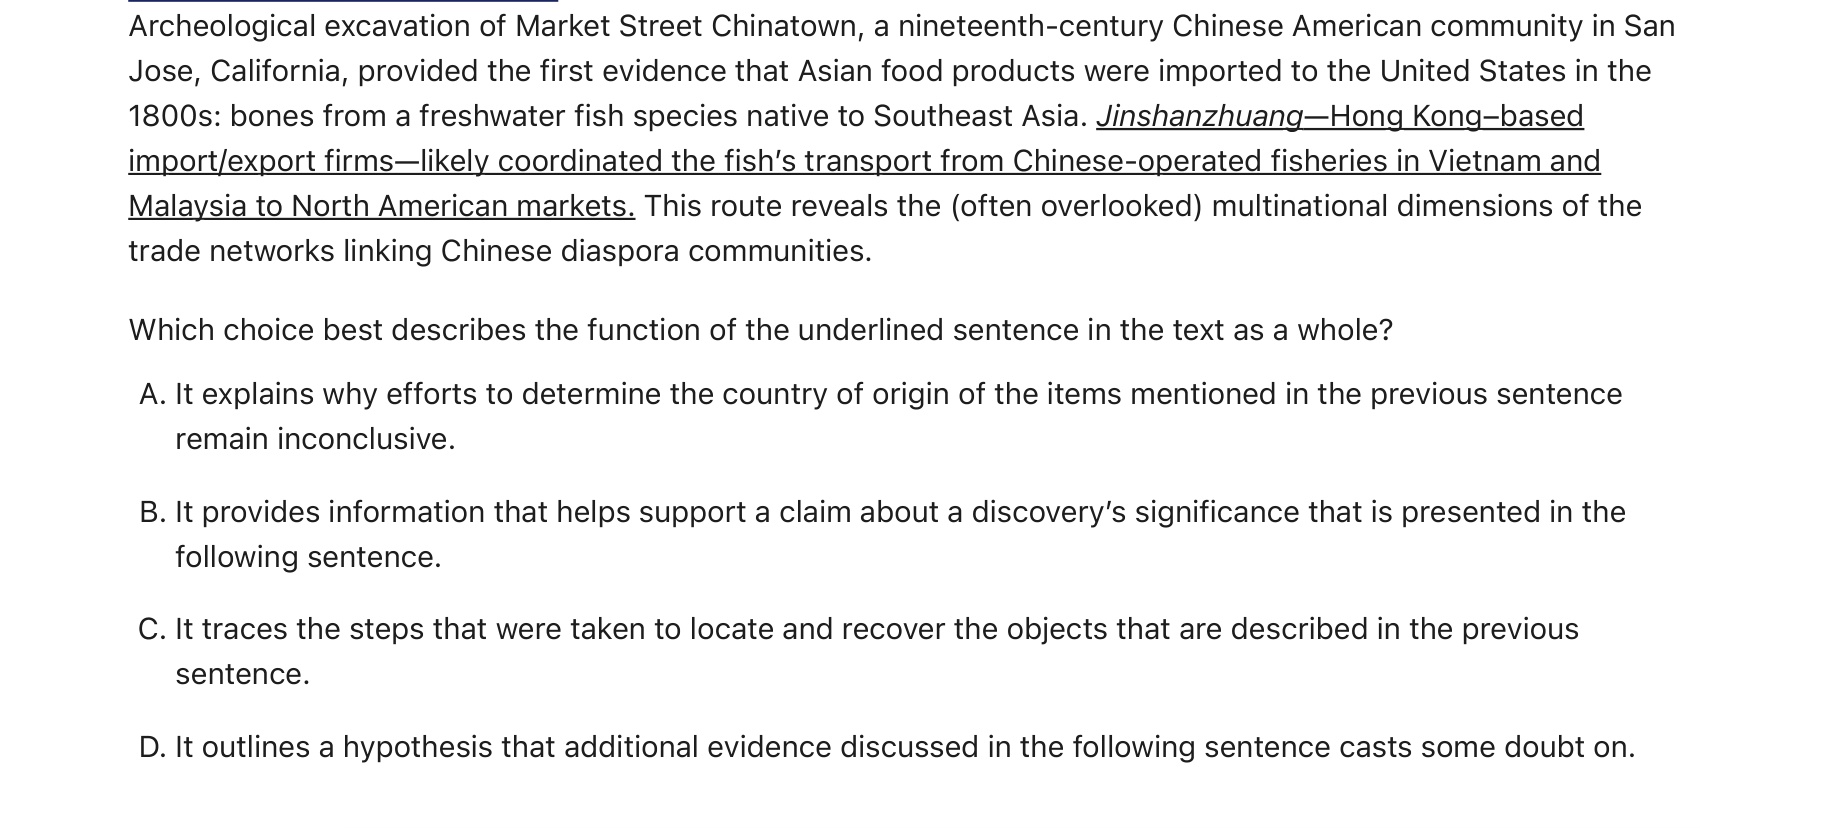 Archeological excavation of Market Street Chinatown, a nineteenth-century Chinese American community in San
Jose, California, provided the first evidence that Asian food products were imported to the United States in the
1800s: bones from a freshwater fish species native to Southeast Asia. Jinshanzhuang—Hong Kong–based
import/export firms—likely coordinated the fish’s transport from Chinese-operated fisheries in Vietnam and
Malaysia to North American markets. This route reveals the (often overlooked) multinational dimensions of the
trade networks linking Chinese diaspora communities.
Which choice best describes the function of the underlined sentence in the text as a whole?
A. It explains why efforts to determine the country of origin of the items mentioned in the previous sentence
remain inconclusive.
B. It provides information that helps support a claim about a discovery’s significance that is presented in the
following sentence.
C. It traces the steps that were taken to locate and recover the objects that are described in the previous
sentence.
D. It outlines a hypothesis that additional evidence discussed in the following sentence casts some doubt on.